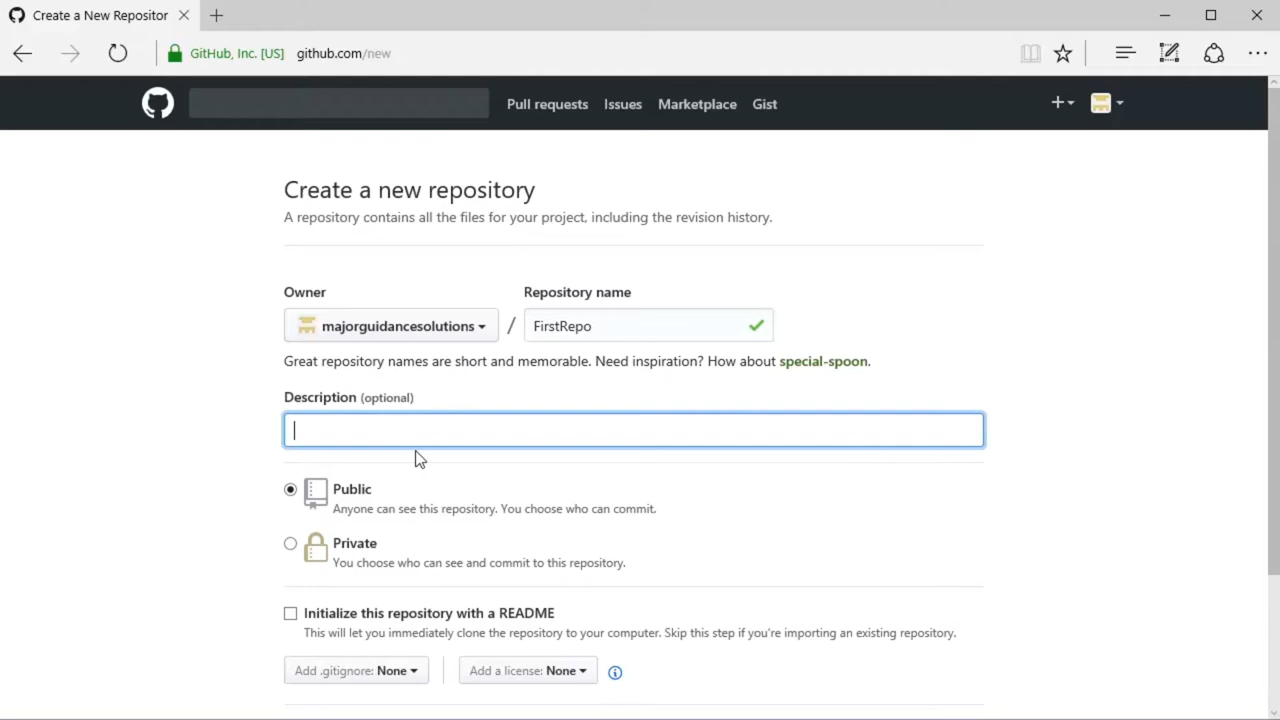 Create a New Repositor
GitHub, Inc. [US] github.com/new
Pull requests Issues Marketplace Gist
Create a new repository
A repository contains all the files for your project, including the revision history.
Owner Repository name
majorguidancesolutions / FirstRepo
Great repository names are short and memorable. Need inspiration? How about special-spoon.
Description (optional)
Public
Anyone can see this repository. You choose who can commit.
Private
You choose who can see and commit to this repository.
Initialize this repository with a README
This will let you immediately clone the repository to your computer. Skip this step if you're importing an existing repository.
Add .gitignore: None Add a license: None